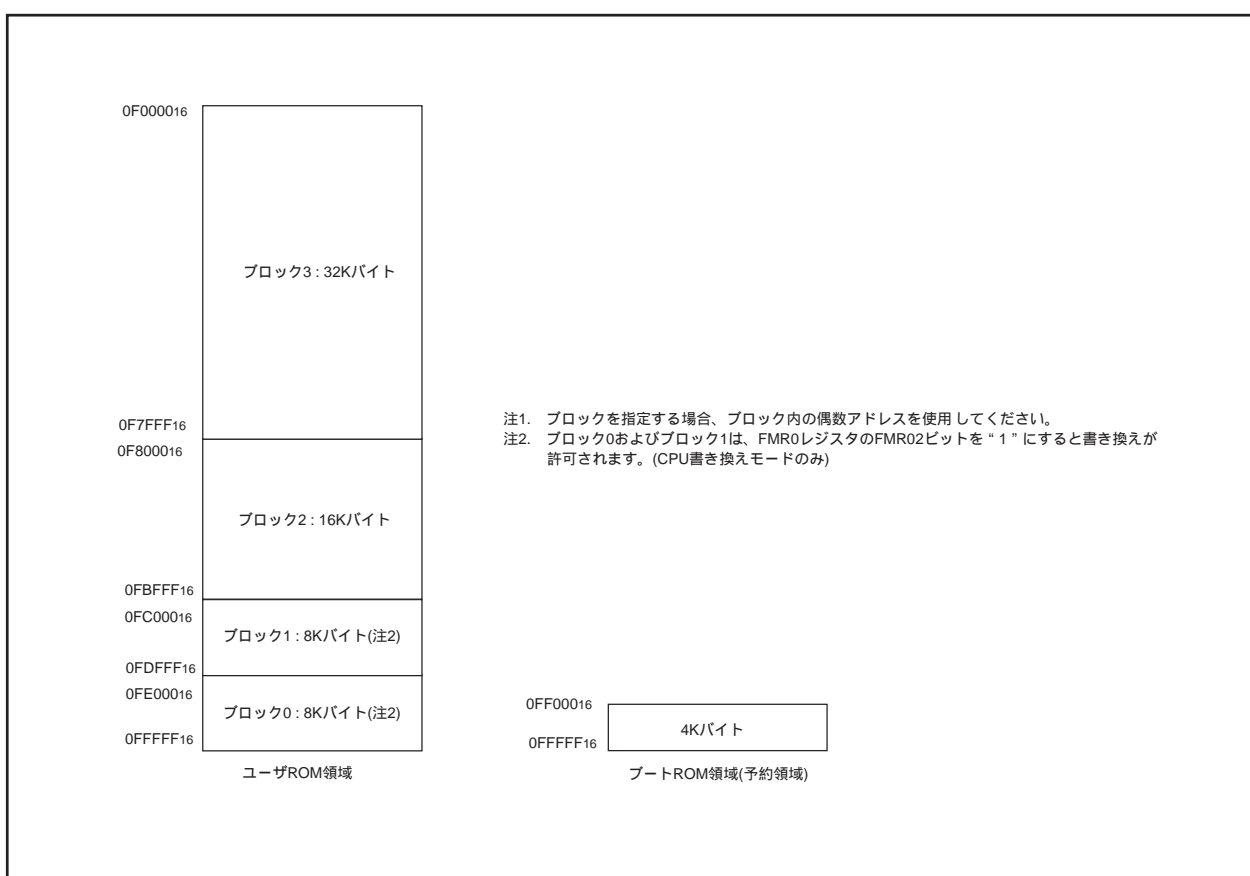 0F000016
ブロック3 : 32Kバイト
0F7FFF16
0F800016
ブロック2 : 16Kバイト
0FBFFF16
0FC00016
ブロック1 : 8Kバイト(注2)
0FDFFF16
0FE00016
ブロック0 : 8Kバイト(注2)
0FFFFF16
ユーザROM領域
注1. ブロックを指定する場合、ブロック内の偶数アドレスを使用してください。
注2. ブロック0およびブロック1は、FMR0レジスタのFMR02ビットを“1”にすると書き換えが
許可されます。(CPU書き換えモードのみ)
0FF00016
4Kバイト
0FFFFF16
ブートROM領域(予約領域)